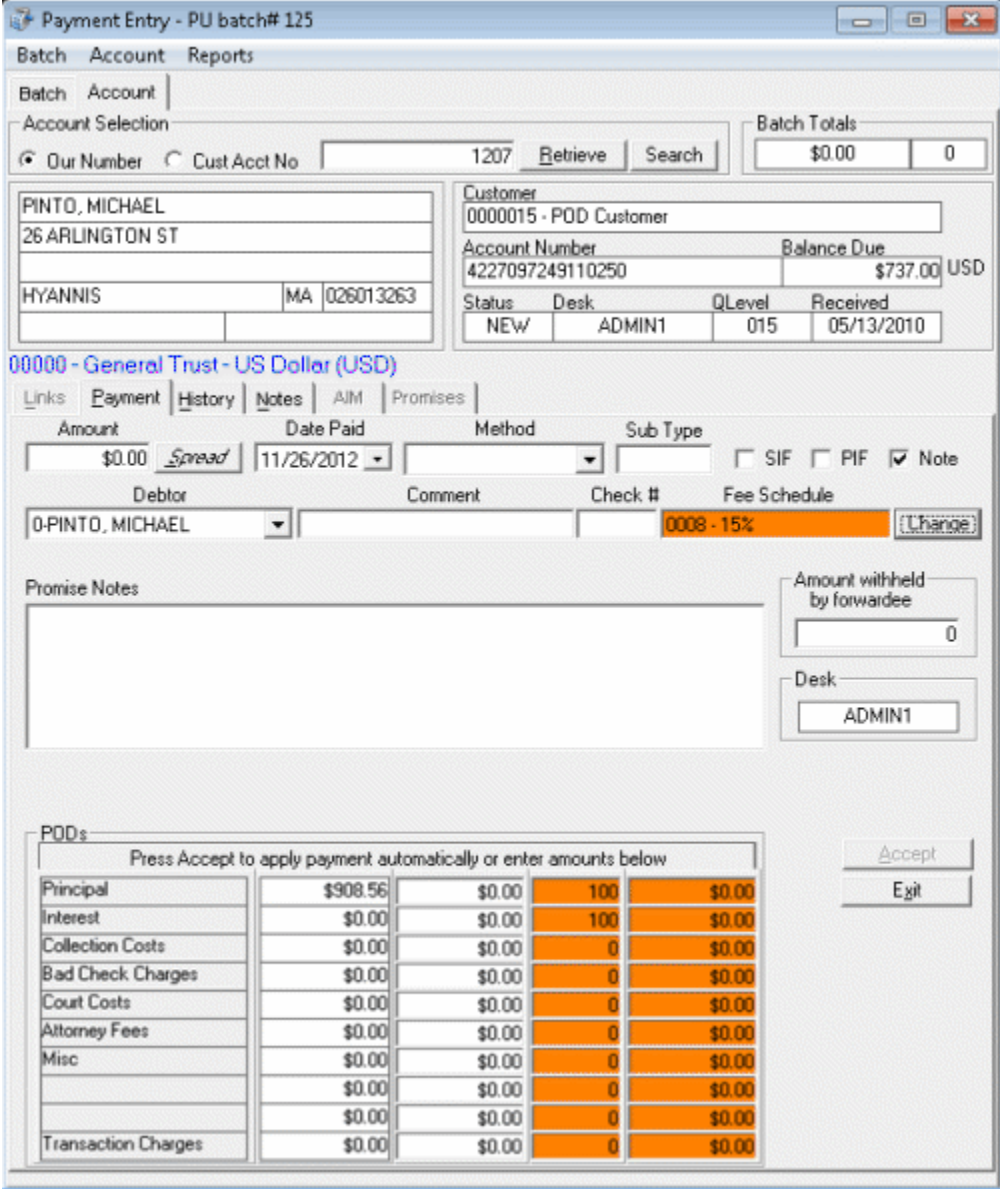 Payment Entry - PU batch# 125
Batch Account Reports
Batch Account
Account Selection Batch Totals
Our Number Cust Acct No 1207 Retrieve Search $0.00 0
PINTO, MICHAEL
26 ARLINGTON ST
HYANNIS MA 026013263
Customer
0000015 - POD Customer
Account Number Balance Due
4227097249110250 $737.00 USD
Status Desk QLevel Received
NEW ADMIN1 015 05/13/2010
00000 - General Trust - US Dollar (USD)
Links Payment History Notes AIM Promises
Amount Date Paid Method Sub Type
$0.00 Spread 11/26/2012 SIF PIF Note
Debtor Comment Check # Fee Schedule
0-PINTO, MICHAEL 0008 - 15% Change
Promise Notes
Amount withheld
by forwardee
0
Desk
ADMIN1
PODs
Press Accept to apply payment automatically or enter amounts below
Principal $908.56 $0.00 100 $0.00
Interest $0.00 $0.00 100 $0.00
Collection Costs $0.00 $0.00 0 $0.00
Bad Check Charges $0.00 $0.00 0 $0.00
Court Costs $0.00 $0.00 0 $0.00
Attorney Fees $0.00 $0.00 0 $0.00
Misc $0.00 $0.00 0 $0.00
$0.00 $0.00 0 $0.00
$0.00 $0.00 0 $0.00
Transaction Charges $0.00 $0.00 0 $0.00
Accept
Exit